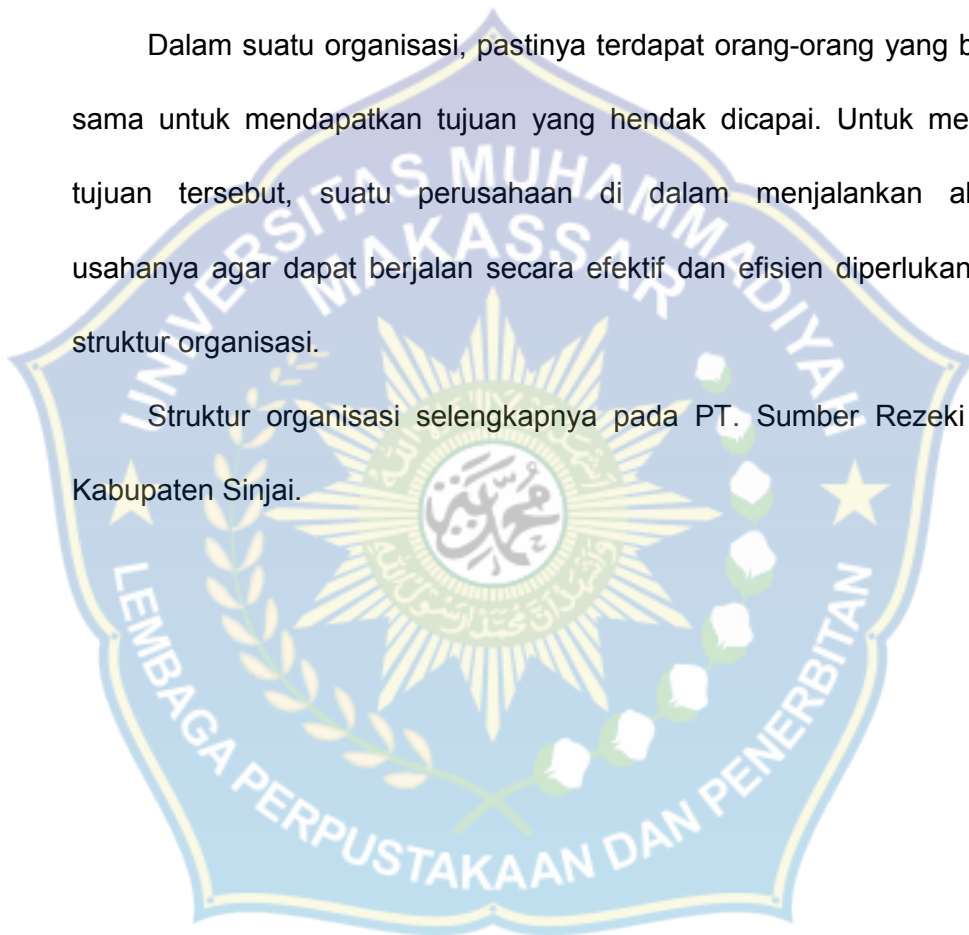 Dalam suatu organisasi, pastinya terdapat orang-orang yang
sama untuk mendapatkan tujuan yang hendak dicapai. Untuk
tujuan tersebut, suatu perusahaan di dalam menjalankan
usahanya agar dapat berjalan secara efektif dan efisien diperlukan
struktur organisasi.
Struktur organisasi selengkapnya pada PT. Sumber Rezeki
Kabupaten Sinjai.
UNIVERSITAS MUHAMMADIYAH
MAKASSAR
LEMBAGA PERPUSTAKAAN DAN PENERBITAN